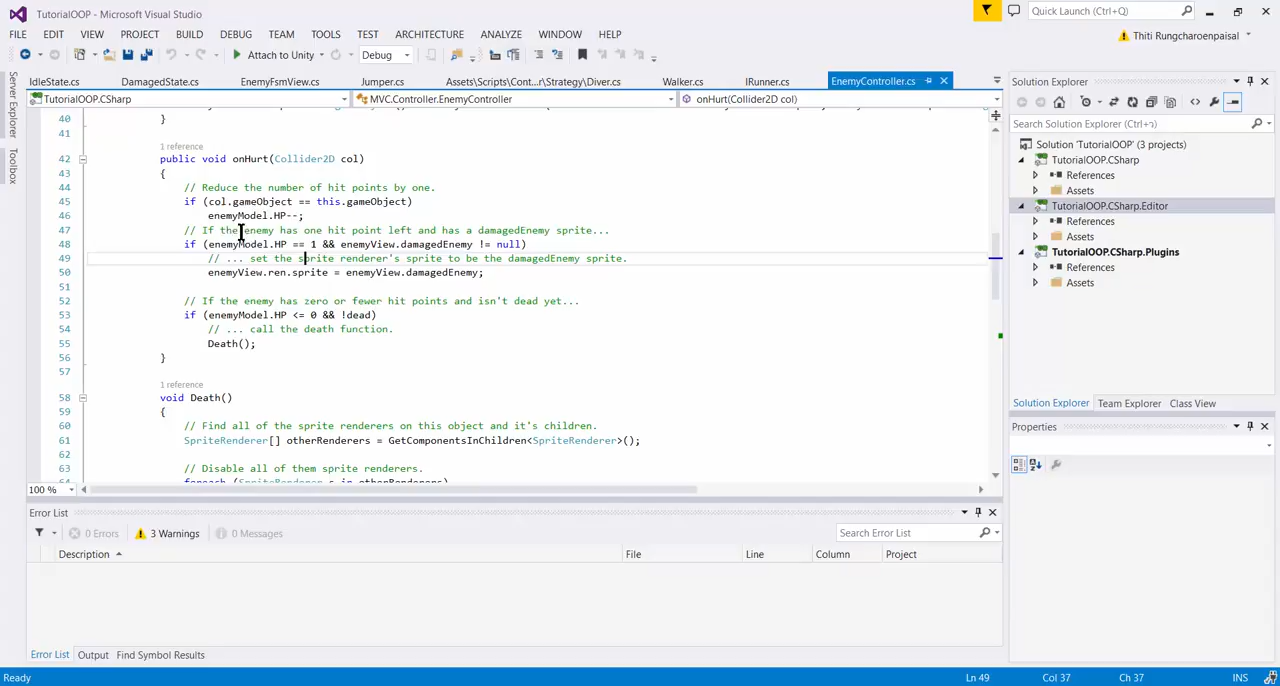 TutorialOOP - Microsoft Visual Studio
Quick Launch (Ctrl+Q)
FILE EDIT VIEW PROJECT BUILD DEBUG TEAM TOOLS TEST ARCHITECTURE ANALYZE WINDOW HELP
Thiti Rungcharoenpaisal
Attach to Unity Debug
Server Explorer
Toolbox
IdleState.cs DamagedState.cs EnemyFsmView.cs Jumper.cs Assets\Scripts\Cont...r\Strategy\Diver.cs Walker.cs IRunner.cs EnemyController.cs
TutorialOOP.CSharp MVC.Controller.EnemyController onHurt(Collider2D col)
40 }
41
1 reference
42 public void onHurt(Collider2D col)
43 {
44 // Reduce the number of hit points by one.
45 if (col.gameObject == this.gameObject)
46 enemyModel.HP--;
47 // If the enemy has one hit point left and has a damagedEnemy sprite...
48 if (enemyModel.HP == 1 && enemyView.damagedEnemy != null)
49 // ... set the sprite renderer's sprite to be the damagedEnemy sprite.
50 enemyView.ren.sprite = enemyView.damagedEnemy;
51
52 // If the enemy has zero or fewer hit points and isn't dead yet...
53 if (enemyModel.HP <= 0 && !dead)
54 // ... call the death function.
55 Death();
56 }
57
1 reference
58 void Death()
59 {
60 // Find all of the sprite renderers on this object and it's children.
61 SpriteRenderer[] otherRenderers = GetComponentsInChildren<SpriteRenderer>();
62
63 // Disable all of them sprite renderers.
64 foreach (SpriteRenderer s in otherRenderers)
100 %
Solution Explorer
Search Solution Explorer (Ctrl+ว)
Solution 'TutorialOOP' (3 projects)
TutorialOOP.CSharp
References
Assets
TutorialOOP.CSharp.Editor
References
Assets
TutorialOOP.CSharp.Plugins
References
Assets
Solution Explorer Team Explorer Class View
Properties
Error List
0 Errors 3 Warnings 0 Messages
Search Error List
Description File Line Column Project
Error List Output Find Symbol Results
Ready Ln 49 Col 37 Ch 37 INS